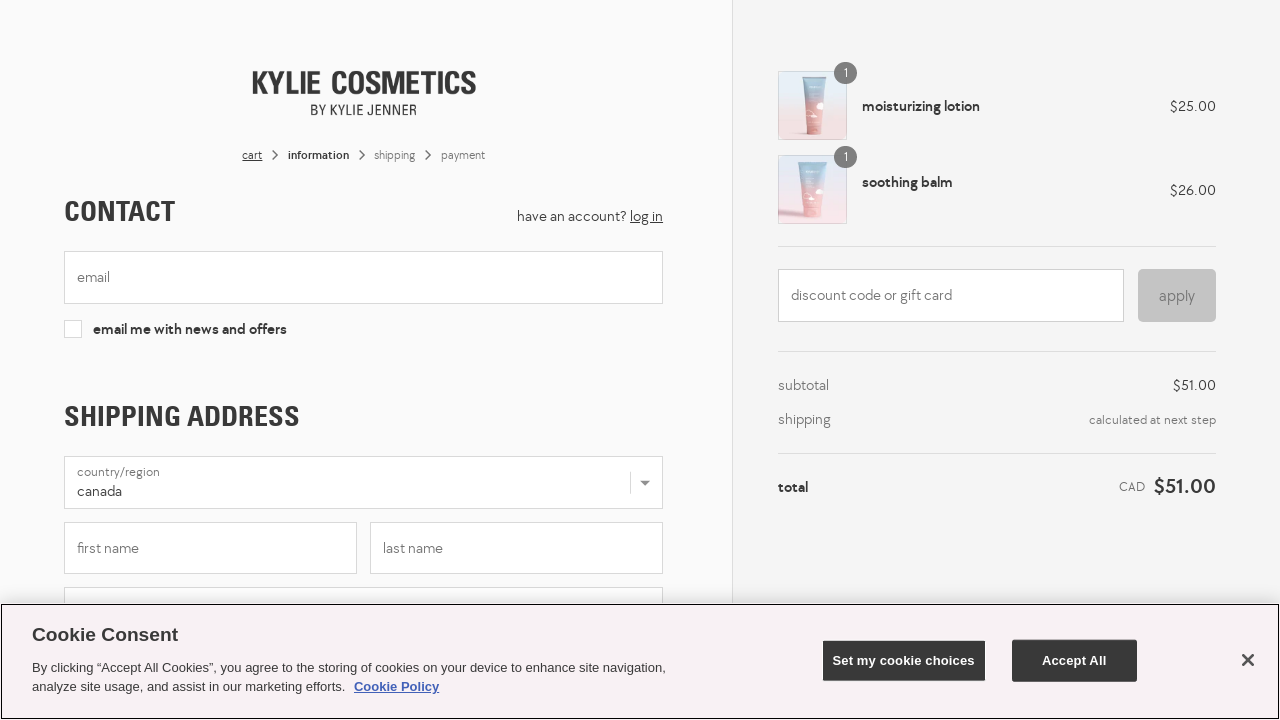 KYLIE COSMETICS
BY KYLIE JENNER
cart > information > shipping > payment
CONTACT
have an account? log in
email
email me with news and offers
SHIPPING ADDRESS
country/region
canada
first name
last name
1
moisturizing lotion
$25.00
1
soothing balm
$26.00
discount code or gift card
apply
subtotal
$51.00
shipping
calculated at next step
total
CAD $51.00
Cookie Consent
By clicking “Accept All Cookies”, you agree to the storing of cookies on your device to enhance site navigation,
analyze site usage, and assist in our marketing efforts. Cookie Policy
Set my cookie choices
Accept All